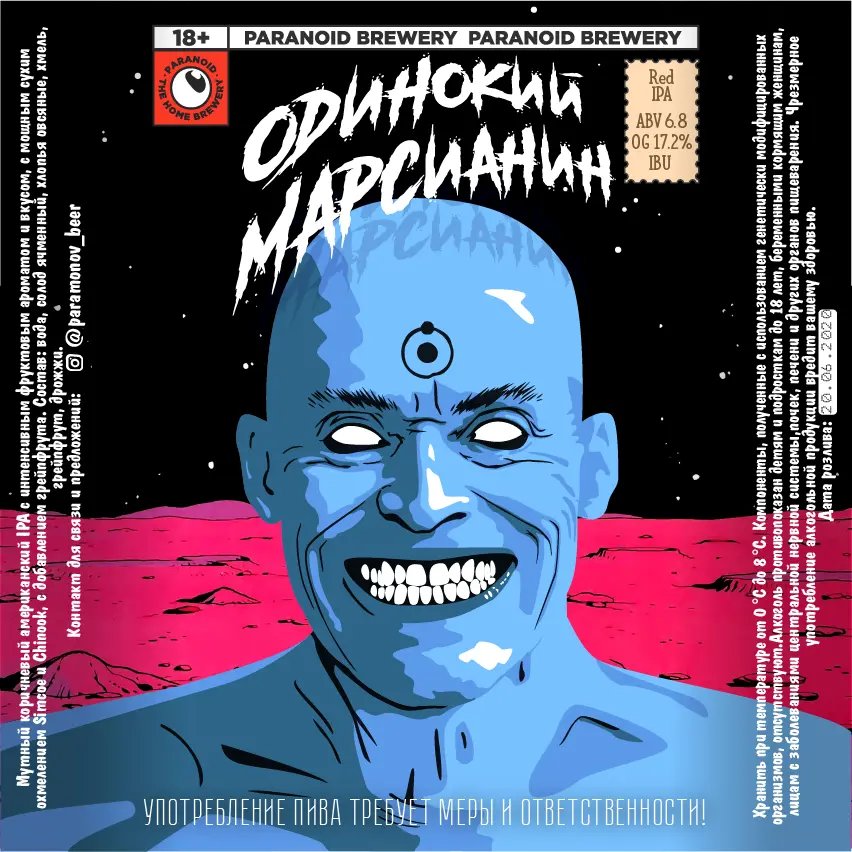 18+ PARANOID BREWERY PARANOID BREWERY
PARANOID
THE HOME BREWERY
ОДИНОКИЙ
МАРСИАНИН
Red
IPA
ABV 6.8
OG 17.2%
IBU
МАРСИАНИН
Мутный коричневый американский IPA с интенсивным фруктовым ароматом и вкусом, с мощным сухим
охмелением Simcoe и Chinook, с добавлением грейпфрута. Состав: вода, солод ячменный, хлопья овсяные, хмель,
грейпфрут, дрожжи.
Контакт для связи и предложений: @paramonov_beer
Хранить при температуре от 0 °C до 8 °C. Компоненты, полученные с использованием генетически модифицированных
организмов, отсутствуют.Алкоголь противопоказан детям и подросткам до 18 лет, беременными кормящим женщинам,
лицам с заболеваниями центральной нервной системы,почек, печени и других органов пищеварения. Чрезмерное
употребление алкогольной продукции вредит вашему здоровью.
Дата розлива: 20.06.2020
УПОТРЕБЛЕНИЕ ПИВА ТРЕБУЕТ МЕРЫ И ОТВЕТСТВЕННОСТИ!